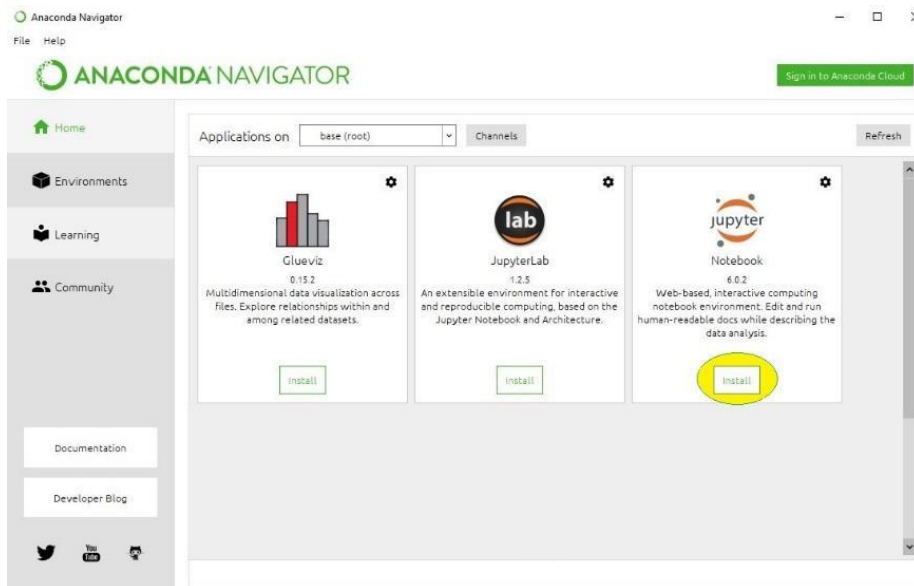 Anaconda Navigator
File Help
ANACONDA NAVIGATOR
Sign in to Anaconda Cloud
Home
Environments
Learning
Community
Documentation
Developer Blog
You
Tube
Applications on base (root) Channels Refresh
Glueviz
0.15.2
Multidimensional data visualization across
files. Explore relationships within and
among related datasets.
Install
lab
JupyterLab
1.2.5
An extensible environment for interactive
and reproducible computing, based on the
Jupyter Notebook and Architecture.
Install
jupyter
Notebook
6.0.2
Web-based, interactive computing
notebook environment. Edit and run
human-readable docs while describing the
data analysis.
Install